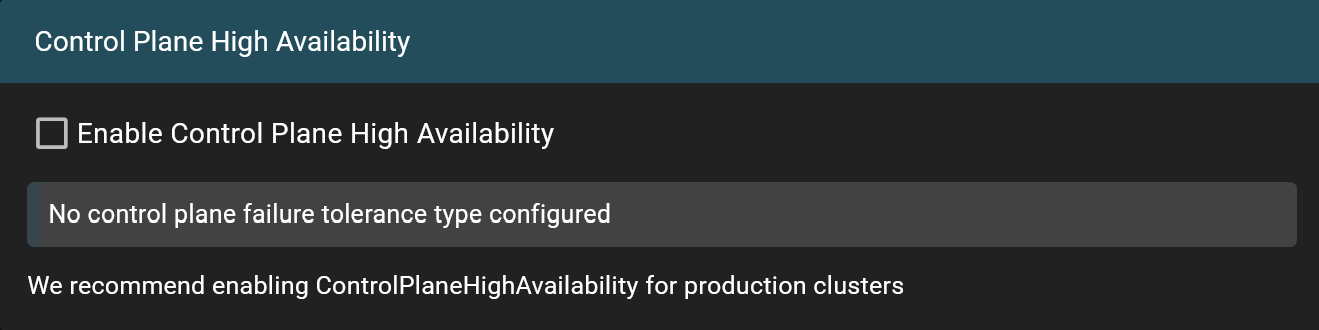 Control Plane High Availability
Enable Control Plane High Availability
No control plane failure tolerance type configured
We recommend enabling ControlPlaneHighAvailability for production clusters